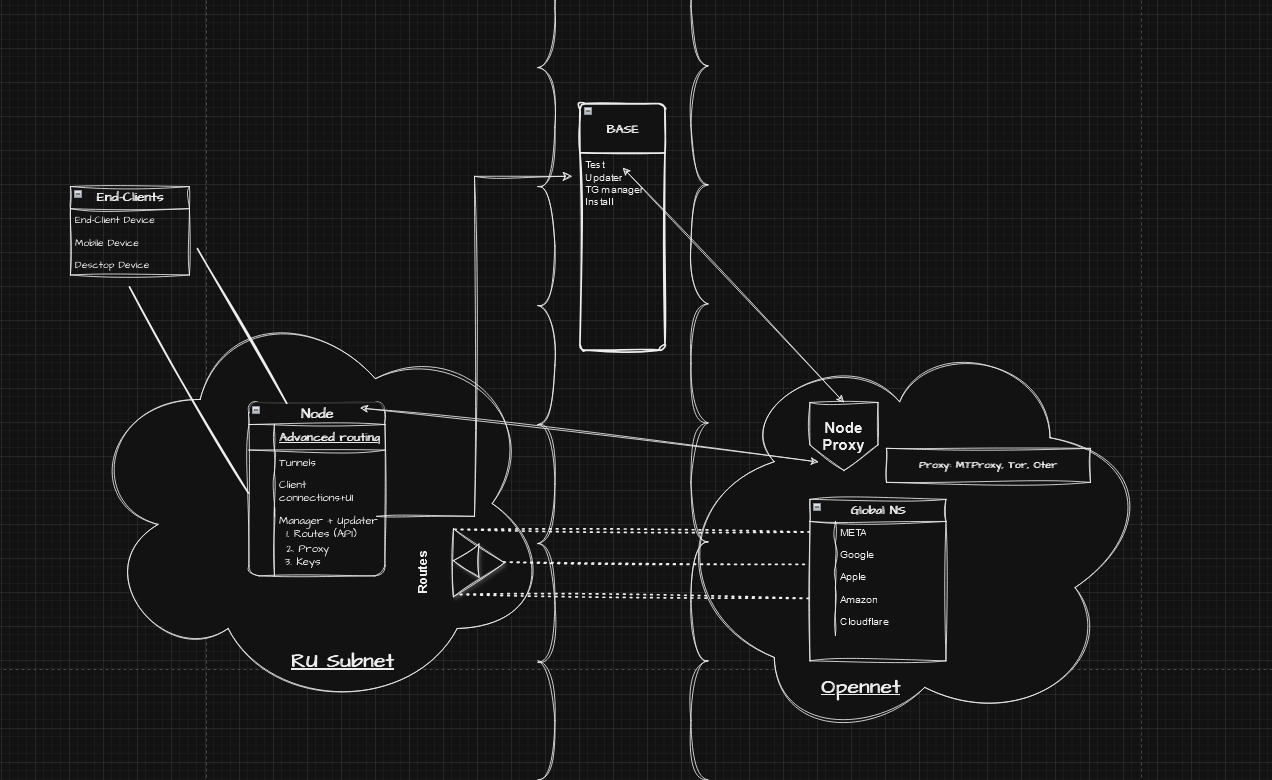 BASE
Test
Updater
TG manager
Install
End-Clients
End-Client Device
Mobile Device
Desctop Device
Node
Advanced routing
Tunnels
Client
connections+UI
Manager + Updater
1. Routes (API)
2. Proxy
3. Keys
Routes
RU Subnet
Node
Proxy
Proxy: MTProxy, Tor, Oter
Global NS
META
Google
Apple
Amazon
Cloudflare
Opennet